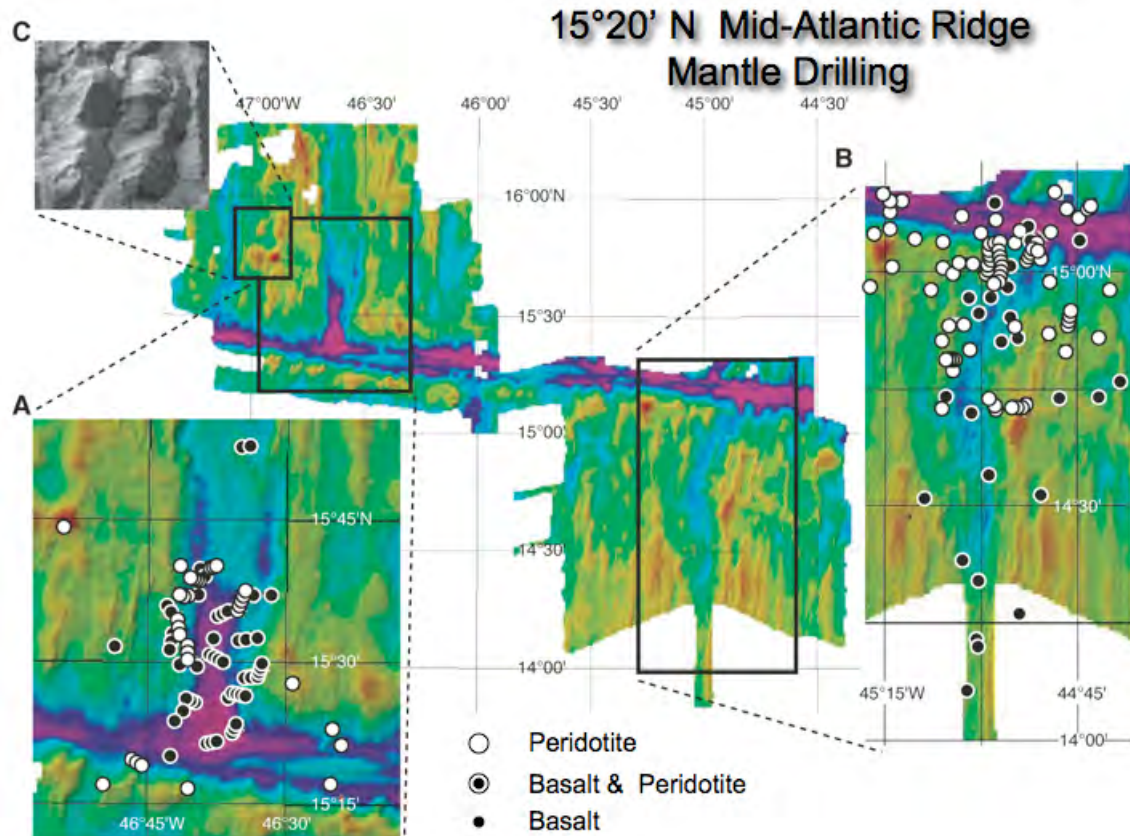 15°20' N Mid-Atlantic Ridge
Mantle Drilling
C
47°00'W
46°30'
46°00'
45°30'
45°00'
44°30'
16°00'N
15°30'
15°00'
14°30'
14°00'
B
15°00'N
14°30'
14°00'
45°15'W
44°45'
A
15°45'N
15°30'
15°15'
46°45'W
46°30'
Peridotite
Basalt & Peridotite
Basalt